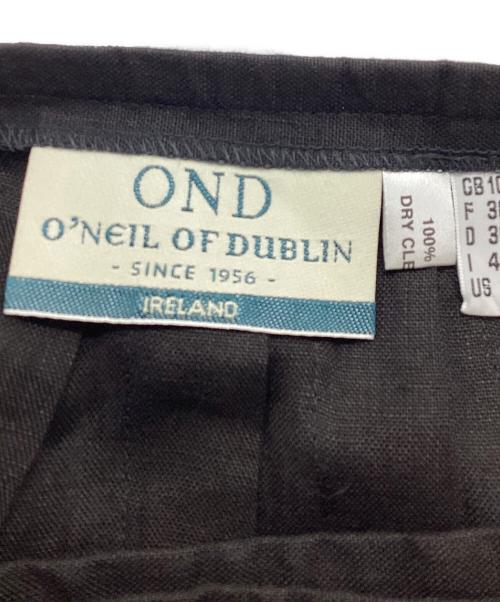 OND
O'NEIL OF DUBLIN
- SINCE 1956 -
IRELAND
100%
DRY CLE
GB 10
F 3
D 3
I 4
US